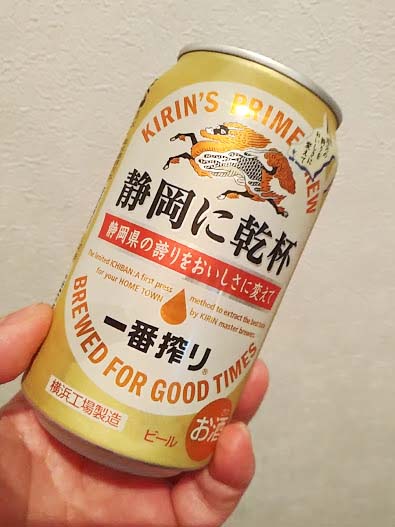 KIRIN'S PRIME BREW
静岡に乾杯
静岡県の誇りをおいしさに変えて
The limited ICHIBAN·A first press
for your HOME TOWN
method to extract the best taste
by KIRIN master brewers.
一番搾り®
BREWED FOR GOOD TIMES
横浜工場製造
ビール
お酒